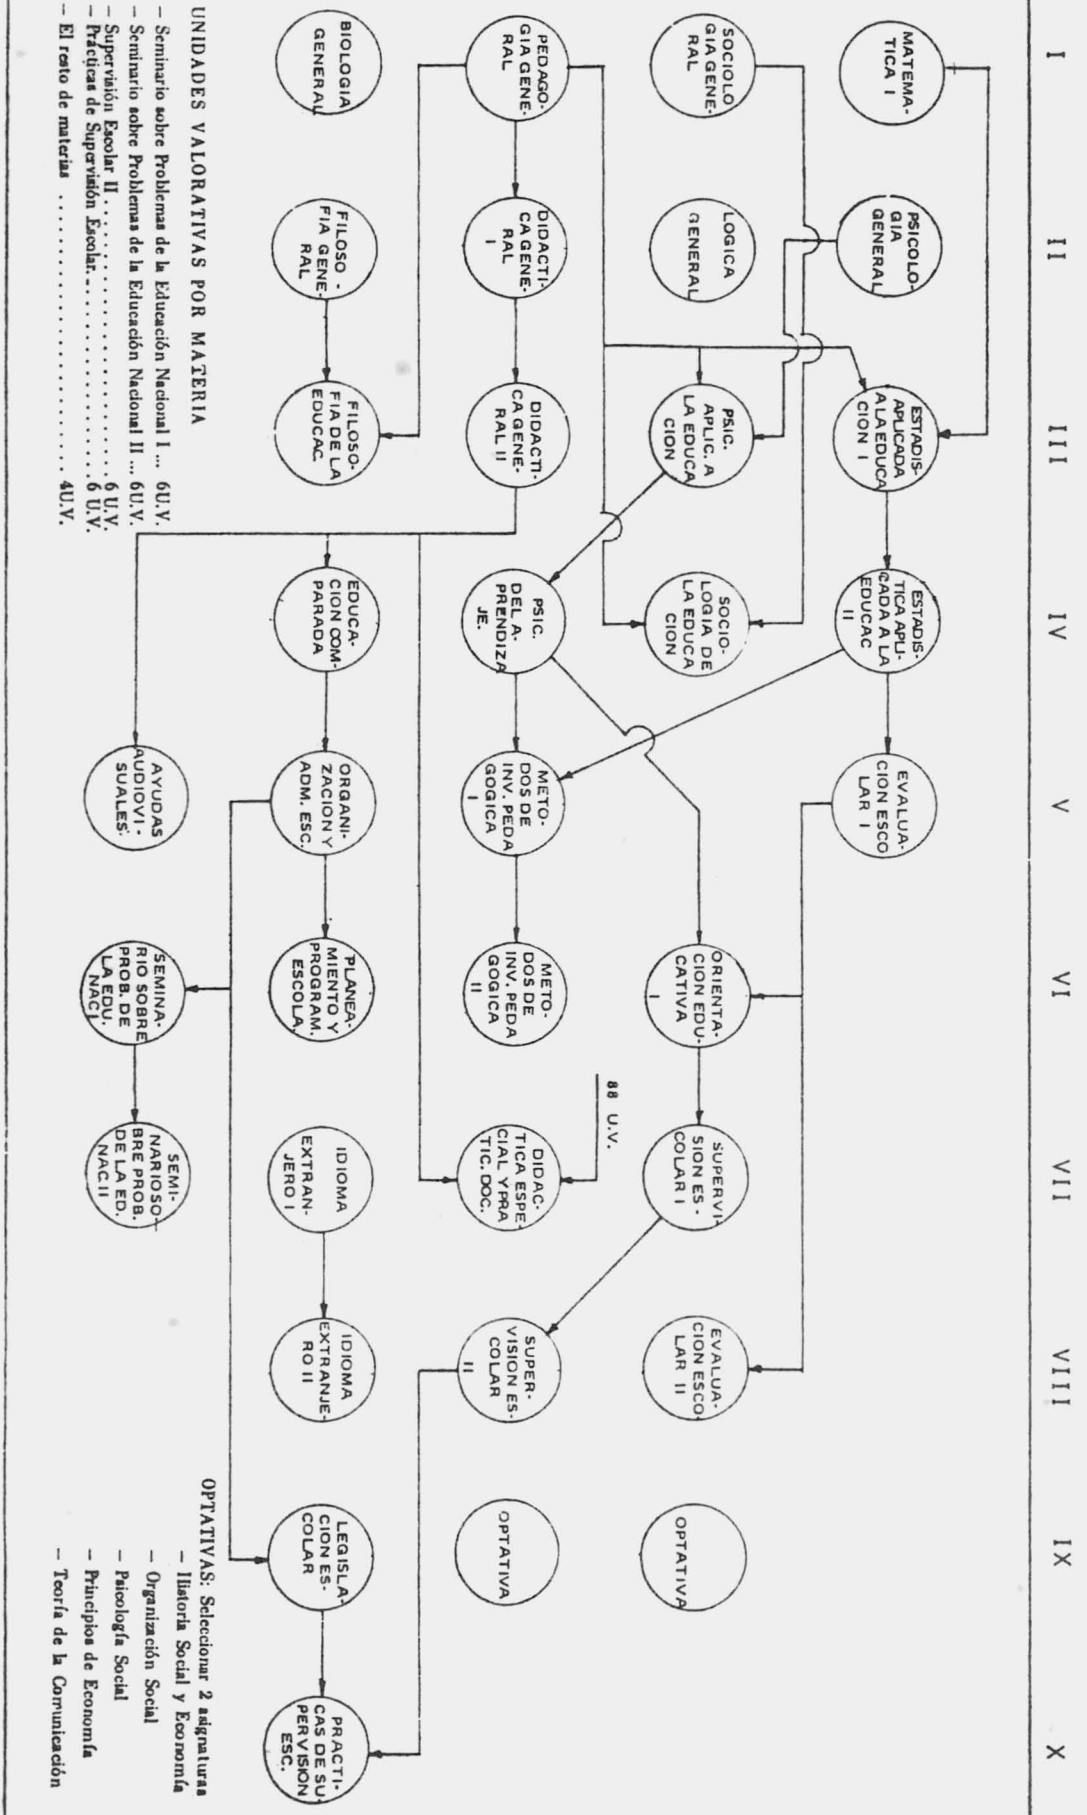 I
II
III
IV
V
VI
VII
VIII
IX
X
MATEMA-
TICA I
SOCIOLO
GIA GENE-
RAL
PEDAGO-
GIA GENE-
RAL
BIOLOGIA
GENERAL
PSICOLO-
GIA
GENERAL
LOGICA
GENERAL
DIDACTI-
CA GENE-
RAL
I
FILOSO -
FIA GENE-
RAL
ESTADIS-
APLICADA
A LA EDUCA
CION I
PSIC.
APLIC. A
LA EDUCA
CION
DIDACTI-
CA GENE-
RAL II
FILOSO-
FIA DE LA
EDUCAC.
ESTADIS-
TICA APLI-
CADA A LA
EDUCAC
II
SOCIO-
LOGIA DE
LA EDUCA
CION
PSIC.
DEL A-
PRENDIZA
JE.
EDUCA-
CION COM-
PARADA
EVALUA-
CION ESCO
LAR I
METO-
DOS DE
INV. PEDA
GOGICA
I
ORGANI-
ZACION Y
ADM. ESC.
AYUDAS
AUDIOVI -
SUALES.
ORIENTA-
CION EDU-
CATIVA
I
METO-
DOS DE
INV. PEDA
GOGICA
II
PLANEA-
MIENTO Y
PROGRAM.
ESCOLA
SEMINA-
RIO SOBRE
PROB. DE
LA EDU.
NAC I
88 U.V.
SUPERVI-
SION ES -
COLAR I
DIDAC-
TICA ESPE
CIAL Y PRA
TIC. DOC.
IDIOMA
EXTRAN-
JERO I
SEMI-
NARIO SO-
BRE PROB.
DE LA ED.
NAC II
EVALUA-
CION ESCO-
LAR II
SUPER-
VISION ES-
COLAR
II
IDIOMA
EXTRANJE-
RO II
OPTATIVA
OPTATIVA
LEGISLA-
CION ES-
COLAR
PRACTI-
CAS DE SU
PERVISION
ESC.
UNIDADES VALORATIVAS POR MATERIA
- Seminario sobre Problemas de la Educación Nacional I ... 6U.V.
- Seminario sobre Problemas de la Educación Nacional II ... 6U.V.
- Supervisión Escolar II ........................ 6 U.V.
- Prácticas de Supervisión Escolar..................... 6 U.V.
- El resto de materias ........................... 4U.V.
OPTATIVAS: Seleccionar 2 asignaturas
- Historia Social y Economía
- Organización Social
- Psicología Social
- Principios de Economía
- Teoría de la Comunicación